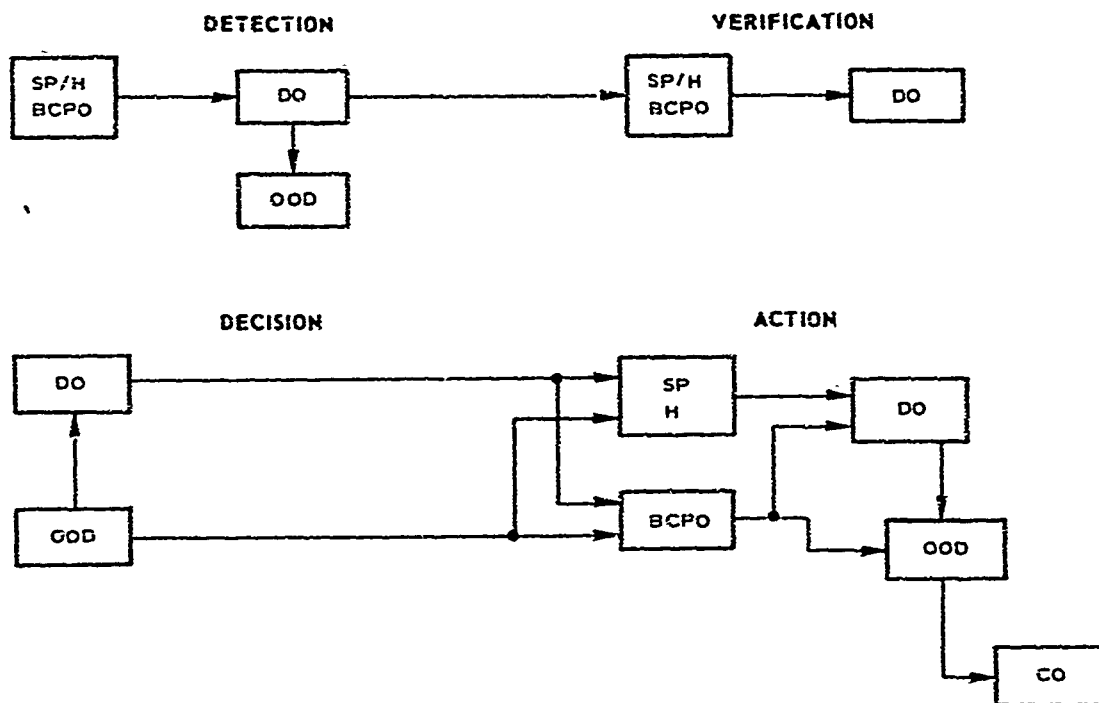 DETECTION
VERIFICATION
SP/H
BCPO
DO
SP/H
BCPO
DO
OOD
DECISION
ACTION
DO
SP
H
DO
OOD
BCPO
OOD
CO